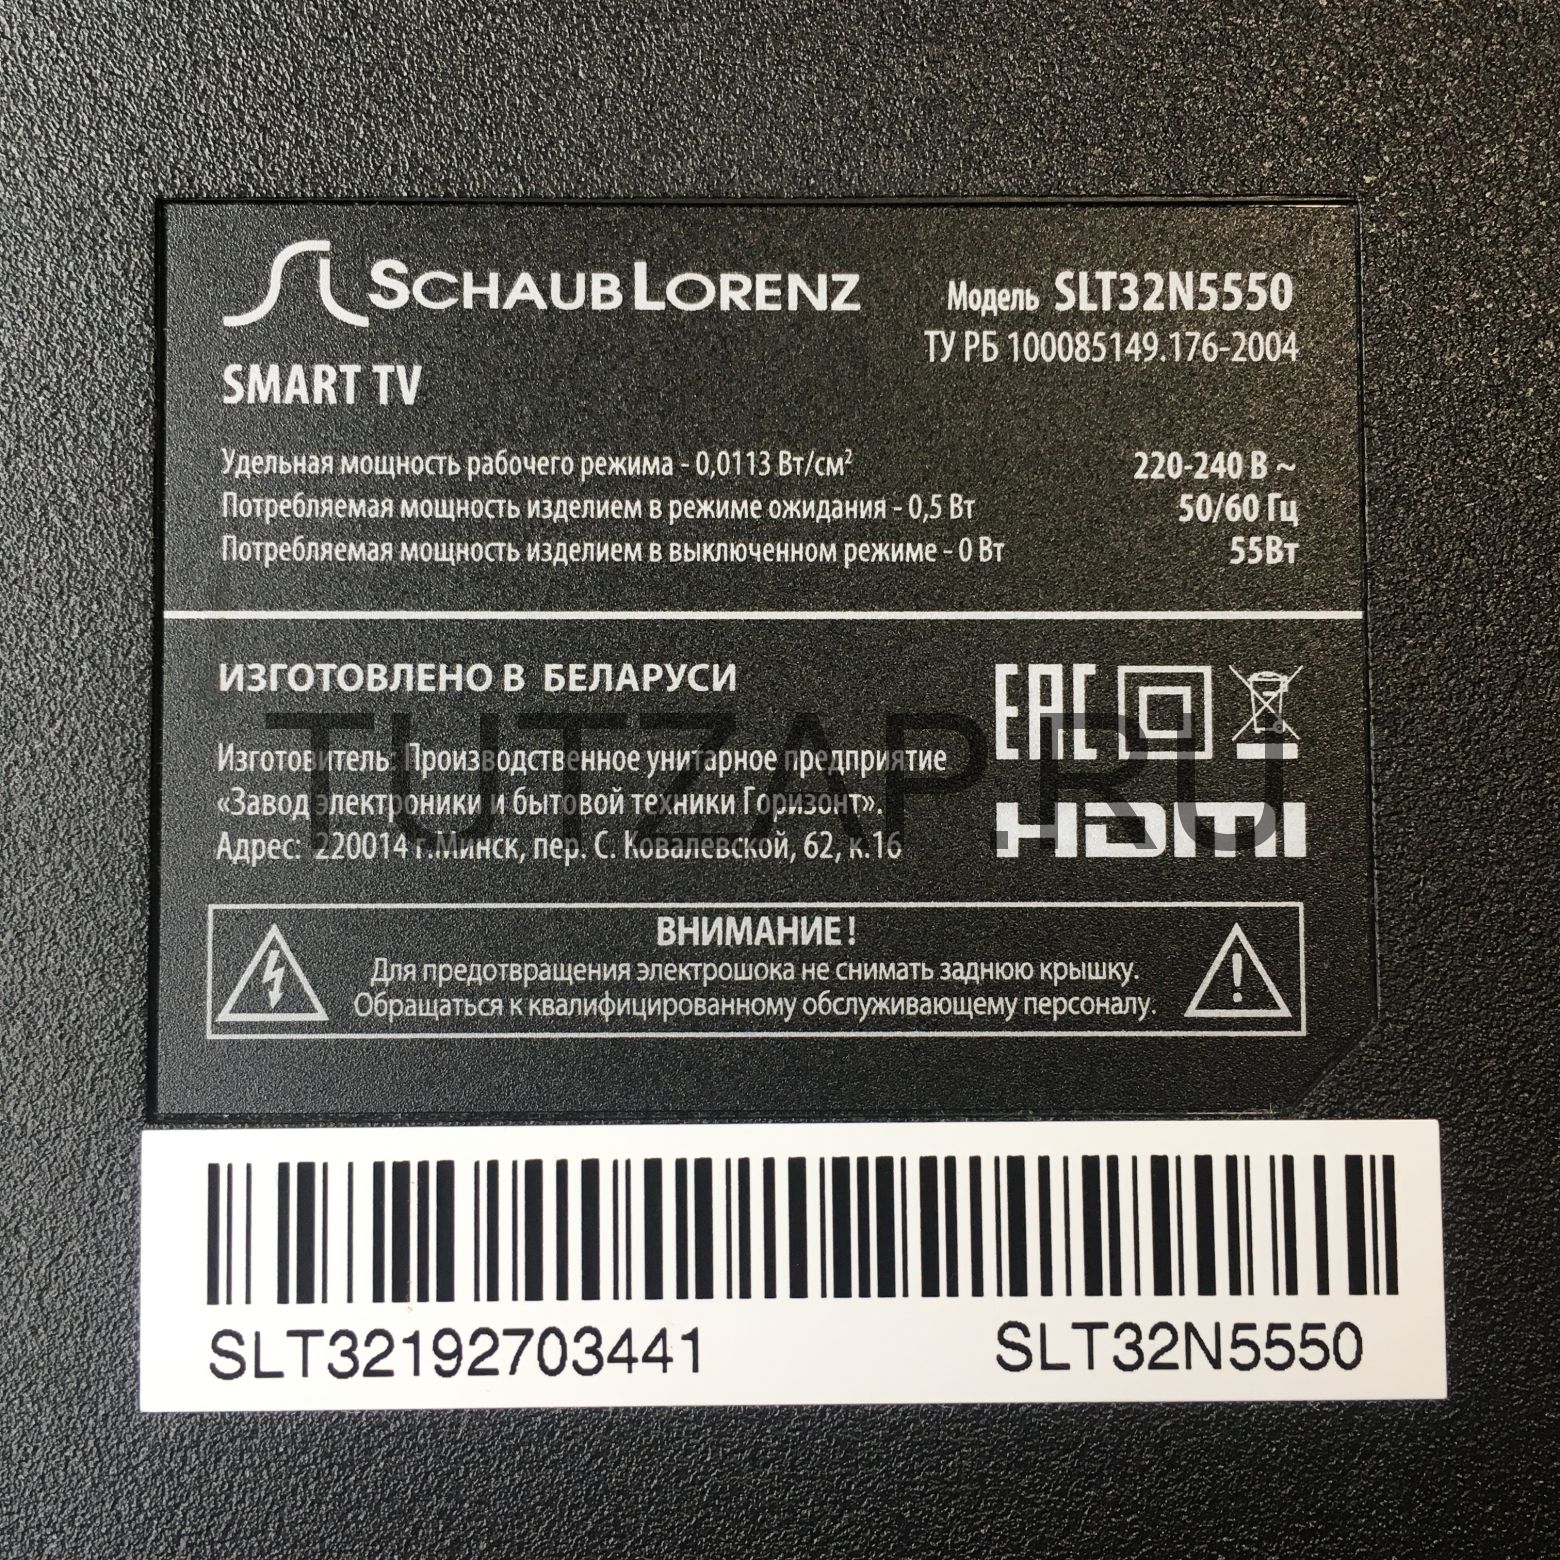 SCHAUB LORENZ
Модель SLT32N5550
ТУ РБ 100085149.176-2004
SMART TV
Удельная мощность рабочего режима - 0,0113 Вт/см²
220-240 В ~
Потребляемая мощность изделием в режиме ожидания - 0,5 Вт
50/60 Гц
Потребляемая мощность изделием в выключенном режиме - 0 Вт
55Вт
ИЗГОТОВЛЕНО В БЕЛАРУСИ
EAC
TUTZAP.RU
Изготовитель: Производственное унитарное предприятие
«Завод электроники и бытовой техники Горизонт».
Адрес: 220014 г.Минск, пер. С. Ковалевской, 62, к.16
HDMI
ВНИМАНИЕ!
Для предотвращения электрошока не снимать заднюю крышку.
Обращаться к квалифицированному обслуживающему персоналу.
SLT32192703441
SLT32N5550